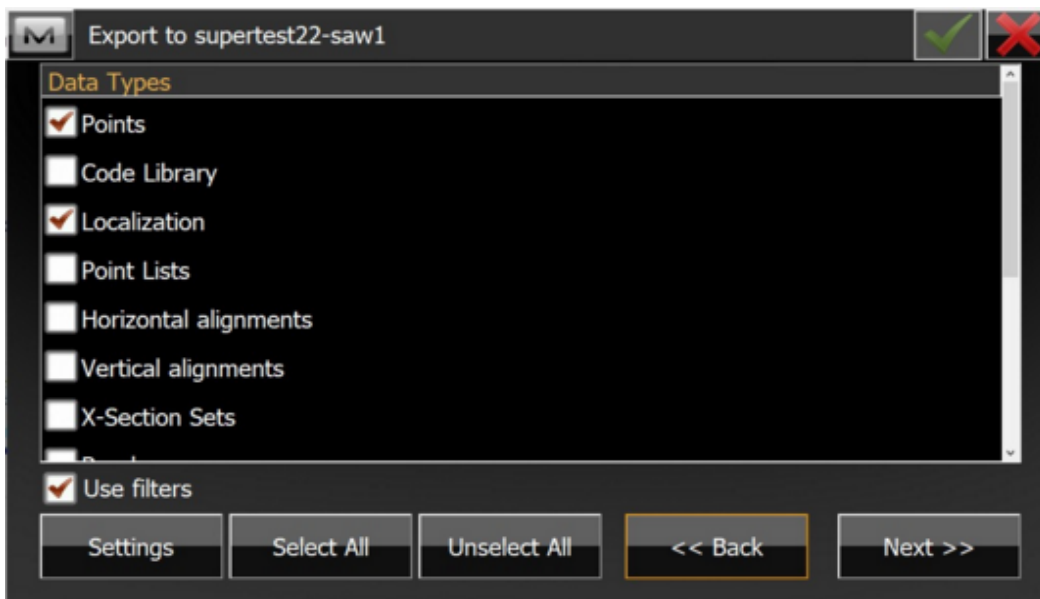 Export to supertest22-saw1
Data Types
Points
Code Library
Localization
Point Lists
Horizontal alignments
Vertical alignments
X-Section Sets
Use filters
Settings Select All Unselect All << Back Next >>